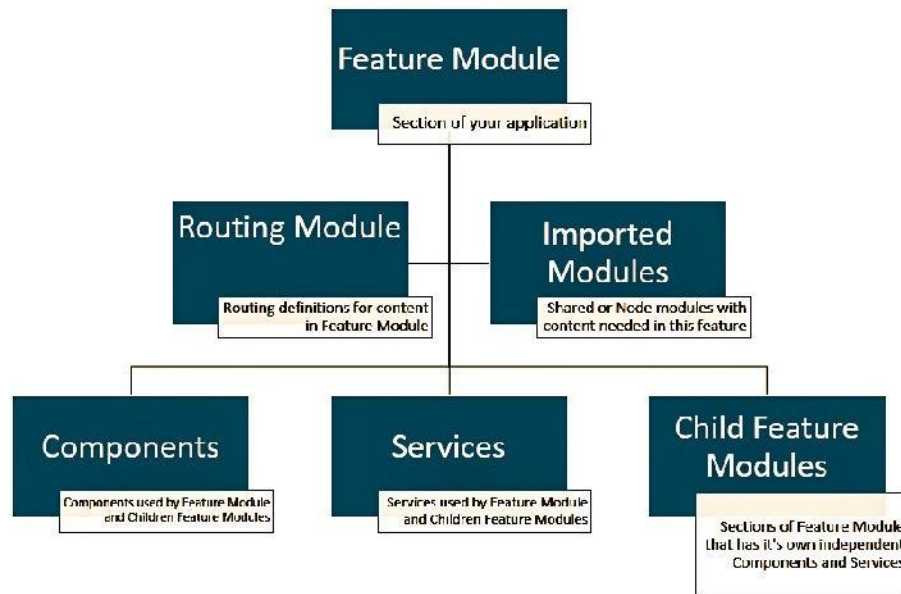 Feature Module
Section of your application
Routing Module
Routing definitions for content
in Feature Module
Imported
Modules
Shared or Node modules with
content needed in this feature
Components
Components used by Feature Module
and Children Feature Modules
Services
Services used by Feature Module
and Children Feature Modules
Child Feature
Modules
Sections of Feature Module
that has it's own independent
Components and Services